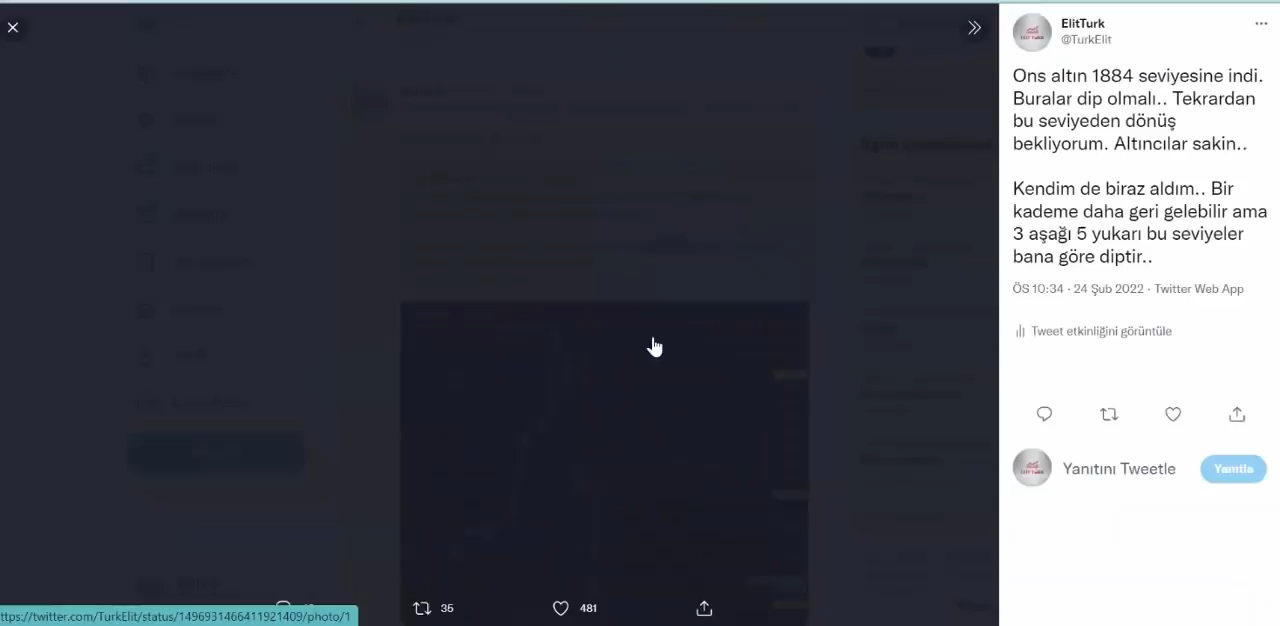 ElitTurk
@TurkElit
Ons altın 1884 seviyesine indi.
Buralar dip olmalı.. Tekrardan
bu seviyeden dönüş
bekliyorum. Altıncılar sakin..
Kendim de biraz aldım.. Bir
kademe daha geri gelebilir ama
3 aşağı 5 yukarı bu seviyeler
bana göre diptir..
ÖS 10:34 · 24 Şub 2022 · Twitter Web App
Tweet etkinliğini görüntüle
Yanıtını Tweetle
Yanıtla
35
481
ttps://twitter.com/TurkElit/status/1496931466411921409/photo/1